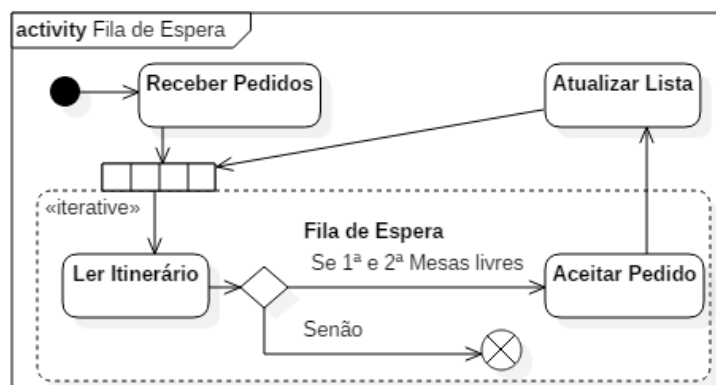 activity Fila de Espera
Receber Pedidos
Atualizar Lista
«iterative»
Fila de Espera
Se 1ª e 2ª Mesas livres
Ler Itinerário
Aceitar Pedido
Senão